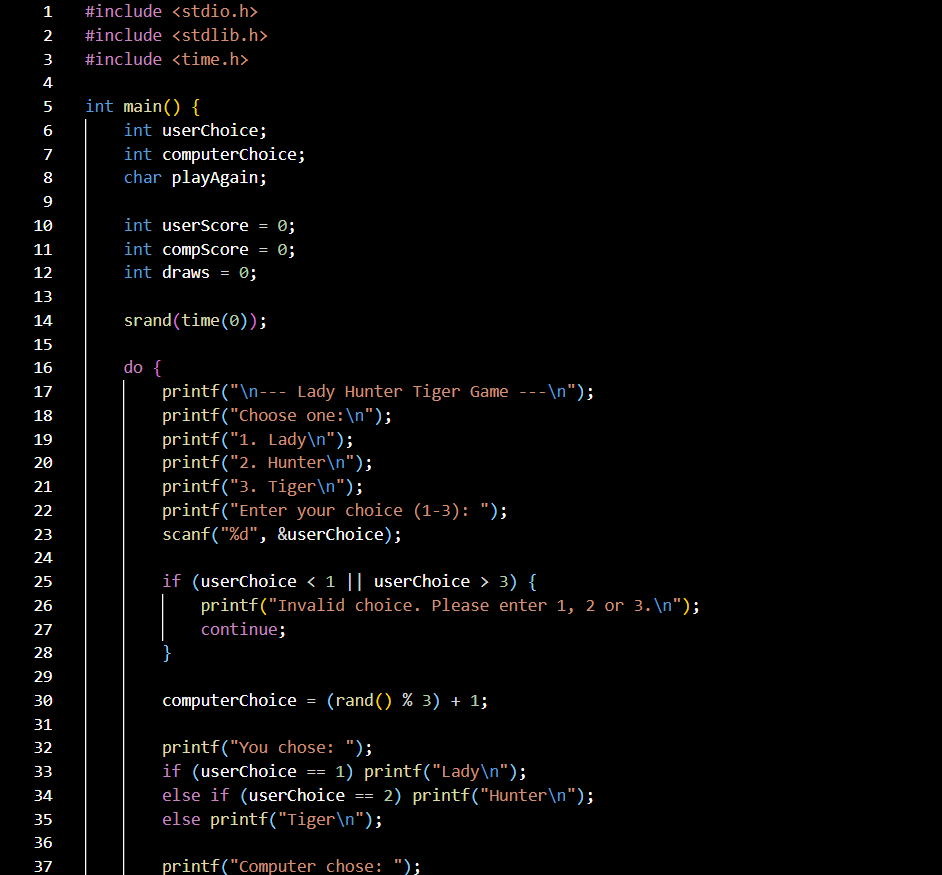 1 #include <stdio.h>
2 #include <stdlib.h>
3 #include <time.h>
4
5 int main() {
6     int userChoice;
7     int computerChoice;
8     char playAgain;
9
10     int userScore = 0;
11     int compScore = 0;
12     int draws = 0;
13
14     srand(time(0));
15
16     do {
17         printf("\n--- Lady Hunter Tiger Game ---\n");
18         printf("Choose one:\n");
19         printf("1. Lady\n");
20         printf("2. Hunter\n");
21         printf("3. Tiger\n");
22         printf("Enter your choice (1-3): ");
23         scanf("%d", &userChoice);
24
25         if (userChoice < 1 || userChoice > 3) {
26             printf("Invalid choice. Please enter 1, 2 or 3.\n");
27             continue;
28         }
29
30         computerChoice = (rand() % 3) + 1;
31
32         printf("You chose: ");
33         if (userChoice == 1) printf("Lady\n");
34         else if (userChoice == 2) printf("Hunter\n");
35         else printf("Tiger\n");
36
37         printf("Computer chose: ");